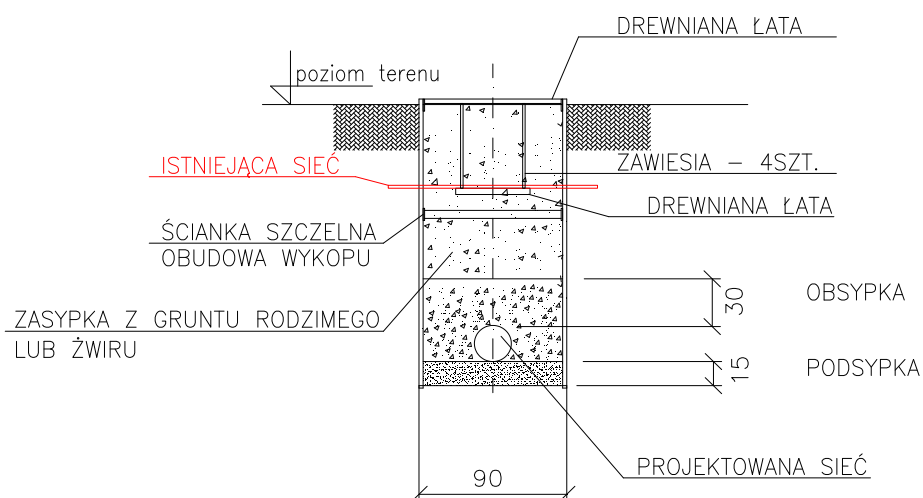 DREWNIANA ŁATA
poziom terenu
ISTNIEJĄCA SIEĆ
ZAWIESIA – 4SZT.
DREWNIANA ŁATA
ŚCIANKA SZCZELNA
OBUDOWA WYKOPU
30
OBSYPKA
ZASYPKA Z GRUNTU RODZIMEGO
LUB ŻWIRU
15
PODSYPKA
PROJEKTOWANA SIEĆ
90